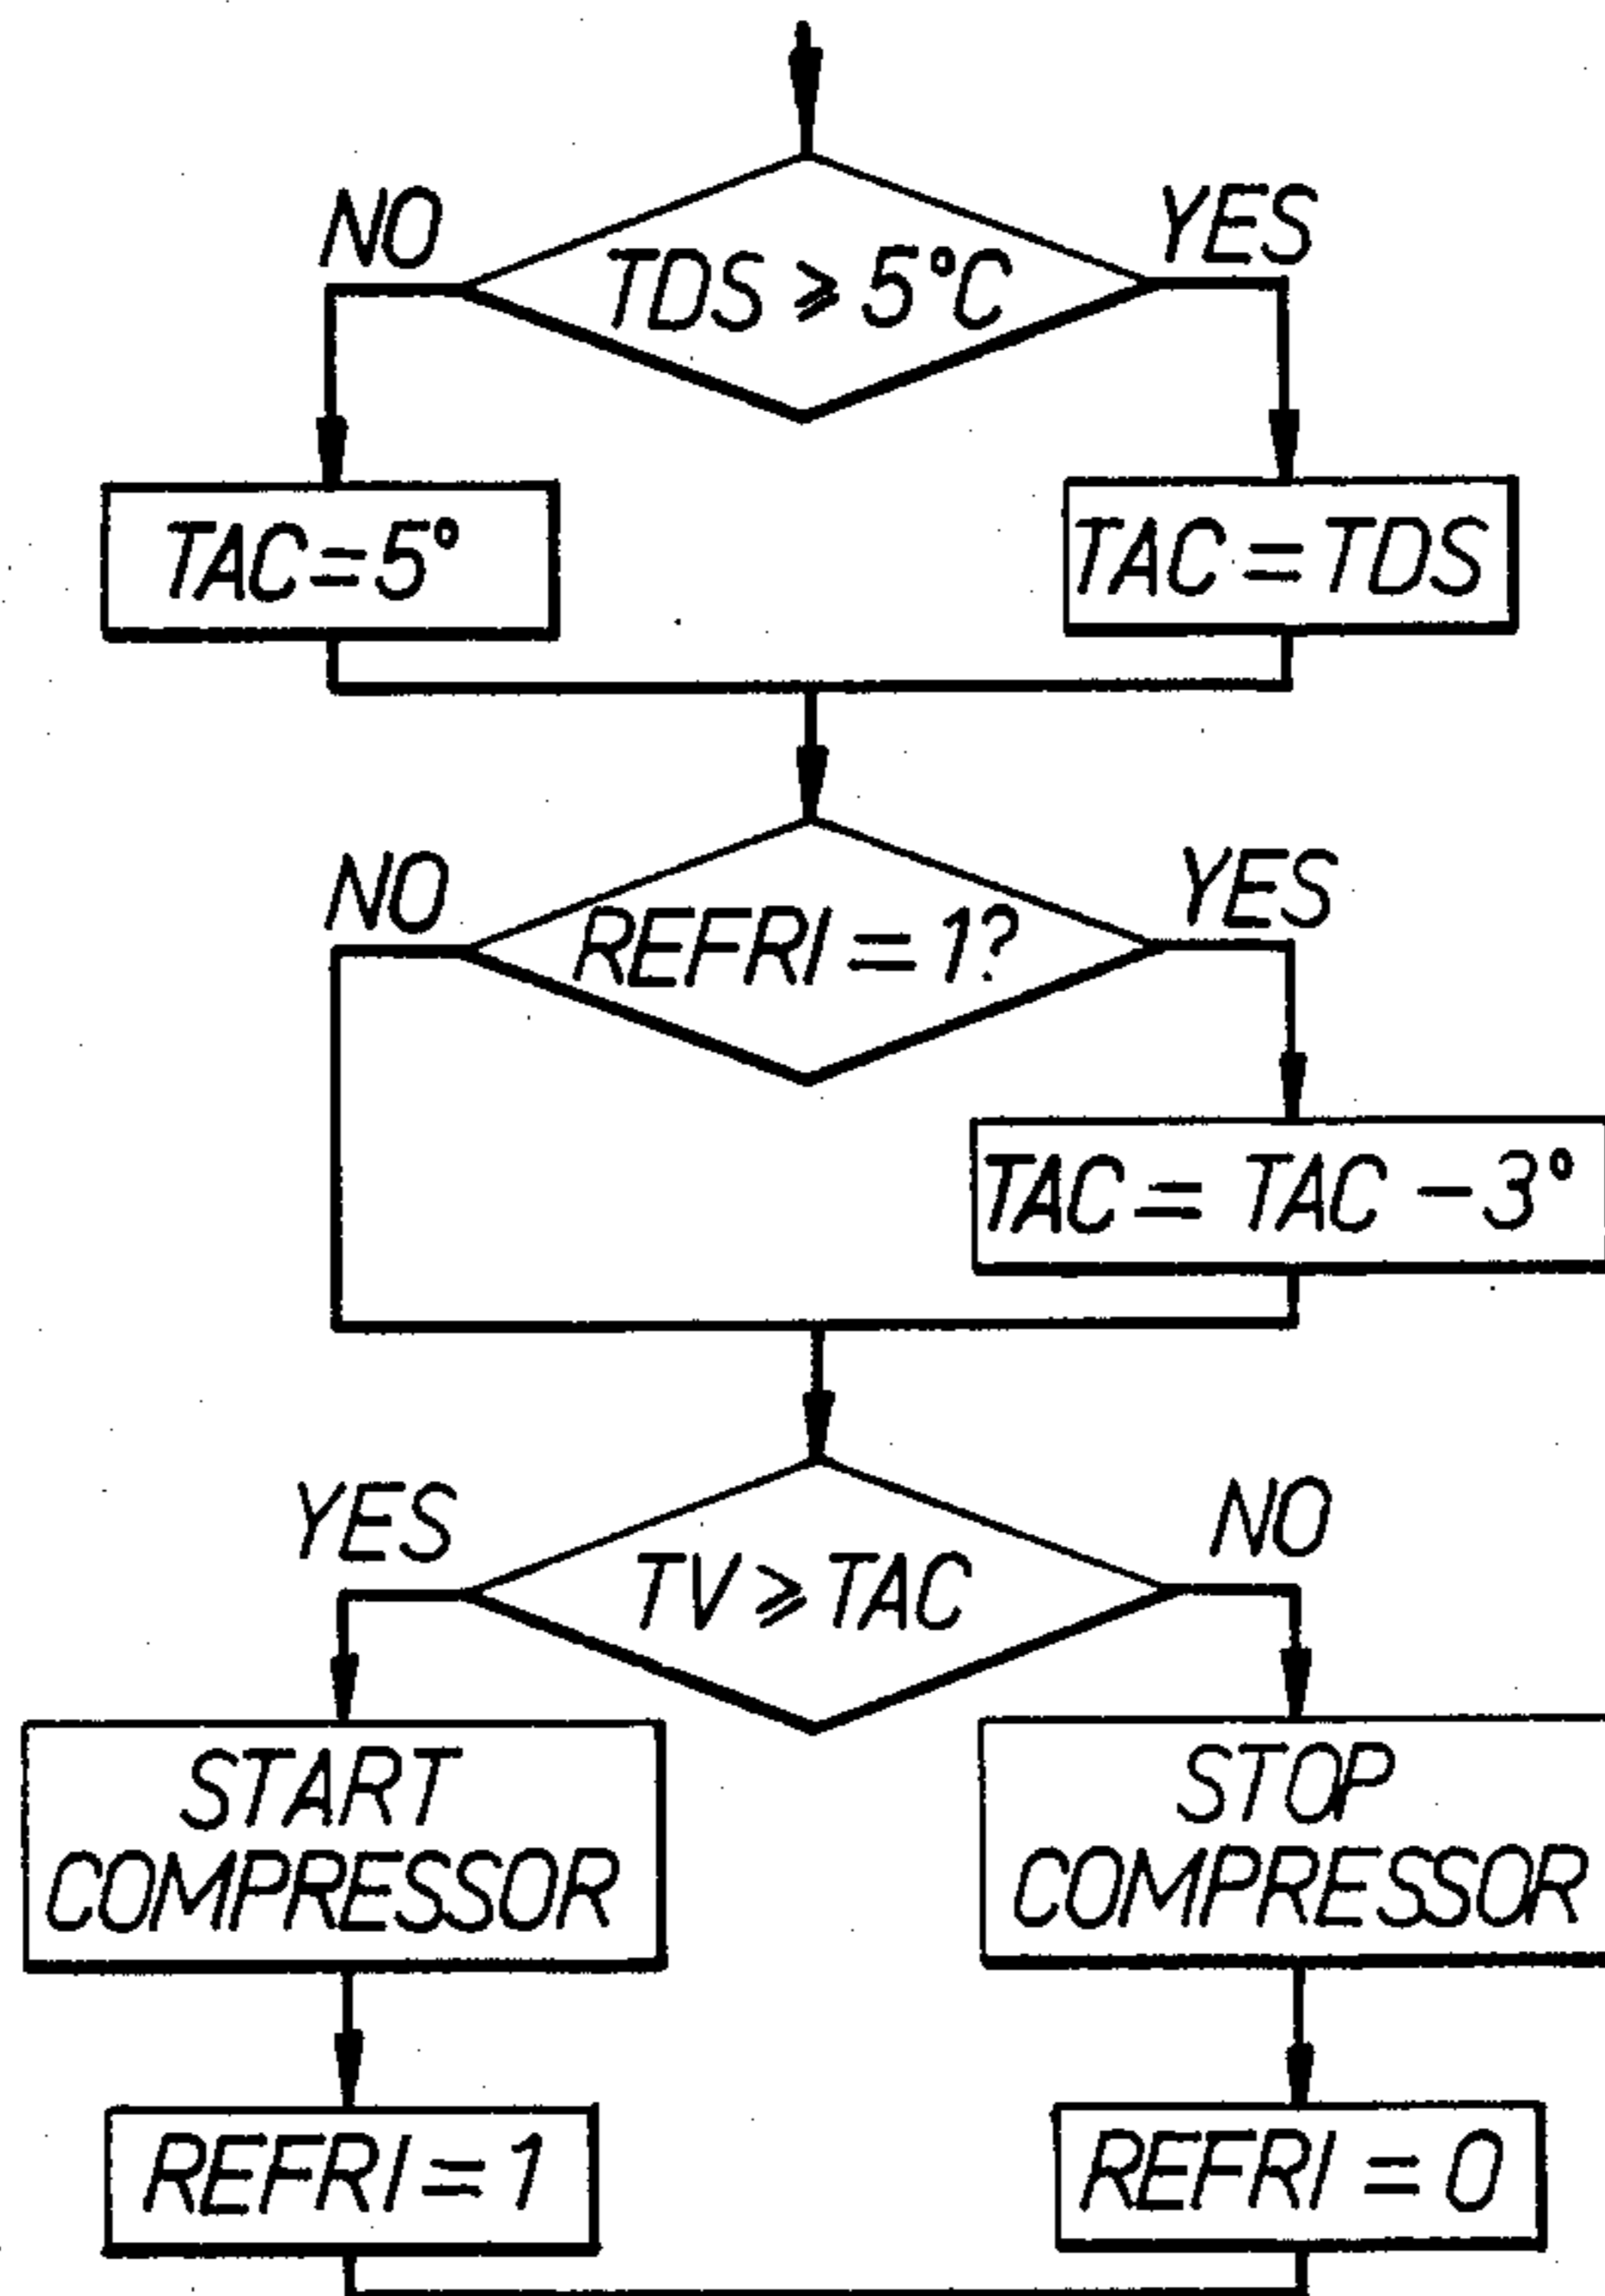 NO
YES
TDS ⩾ 5°C
TAC = 5°
TAC = TDS
NO
YES
REFRI = 1?
TAC = TAC - 3°
YES
NO
TV ⩾ TAC
START
COMPRESSOR
STOP
COMPRESSOR
REFRI = 1
REFRI = 0